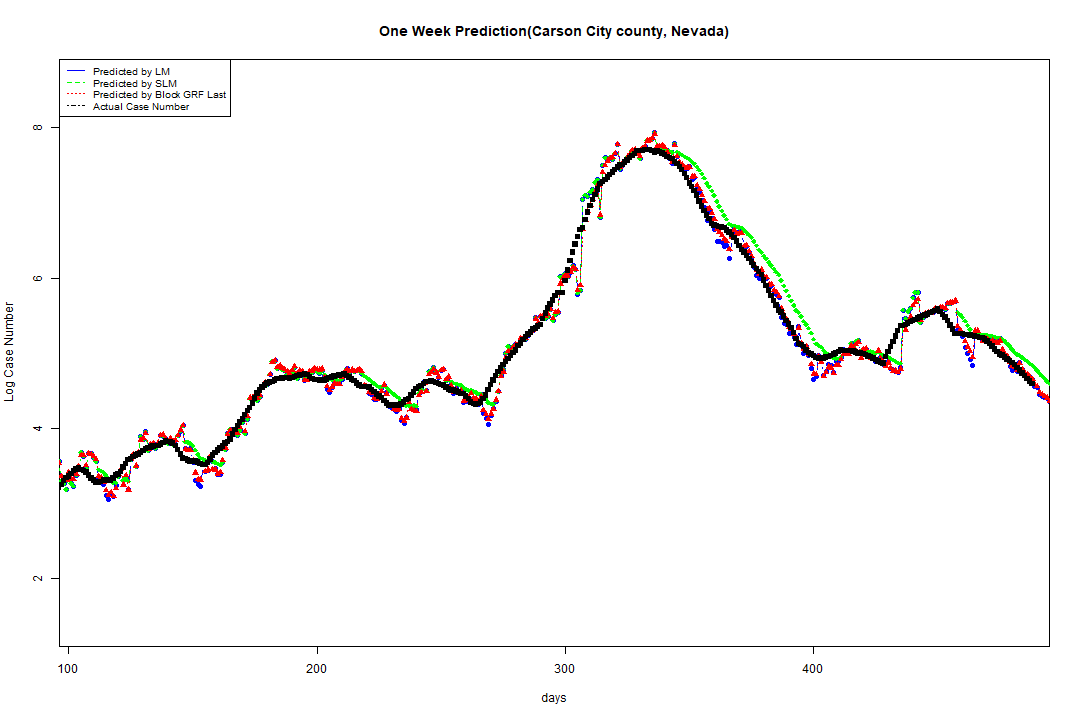 One Week Prediction(Carson City county, Nevada)
Predicted by LM
Predicted by SLM
Predicted by Block GRF Last
Actual Case Number
8
6
4
2
Log Case Number
100 200 300 400
days